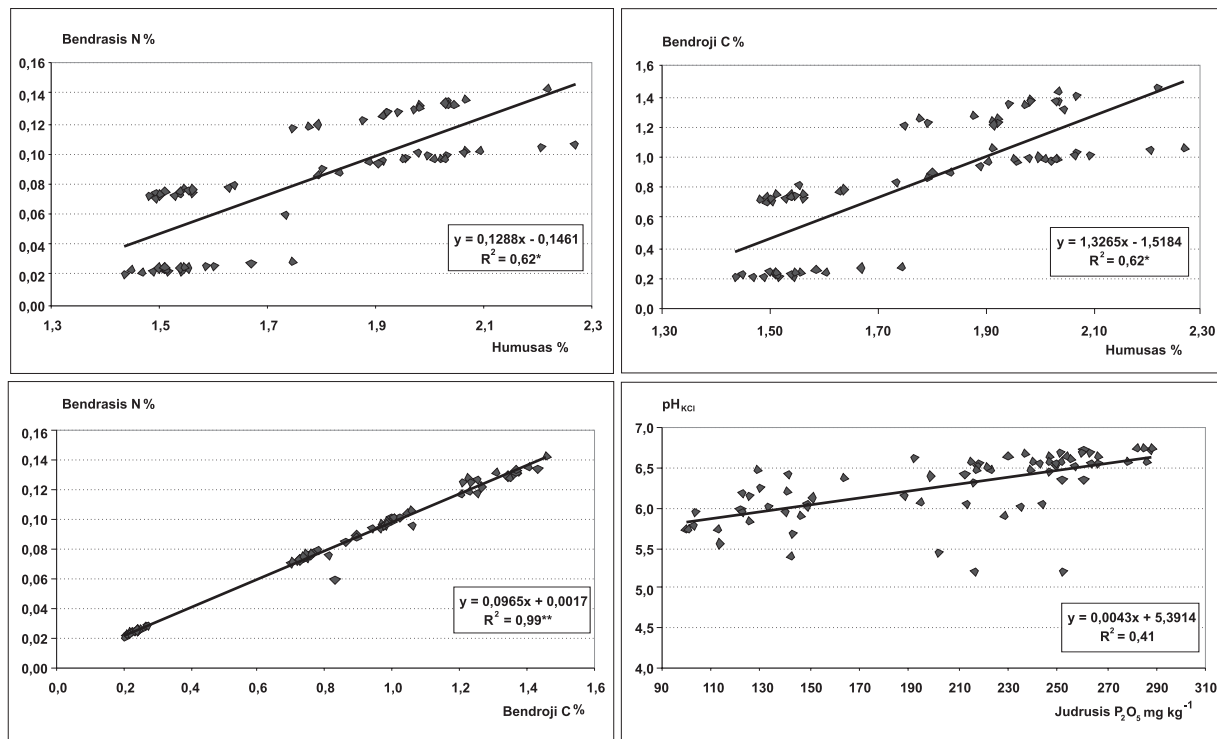 Bendrasis N%
0,16
0,14
0,12
0,10
0,08
0,06
0,04
0,02
0,00
y = 0,1288x - 0,1461
R² = 0,62*
1,3 1,5 1,7 1,9 2,1 2,3
Humusas %
Bendroji C%
1,6
1,4
1,2
1,0
0,8
0,6
0,4
0,2
0,0
y = 1,3265x - 1,5184
R² = 0,62*
1,30 1,50 1,70 1,90 2,10 2,30
Humusas %
Bendrasis N%
0,16
0,14
0,12
0,10
0,08
0,06
0,04
0,02
0,00
y = 0,0965x + 0,0017
R² = 0,99**
0,0 0,2 0,4 0,6 0,8 1,0 1,2 1,4 1,6
Bendroji C%
pH KCl
7,0
6,5
6,0
5,5
5,0
4,5
4,0
y = 0,0043x + 5,3914
R² = 0,41
90 110 130 150 170 190 210 230 250 270 290 310
Judrusis P₂O₅ mg kg⁻¹